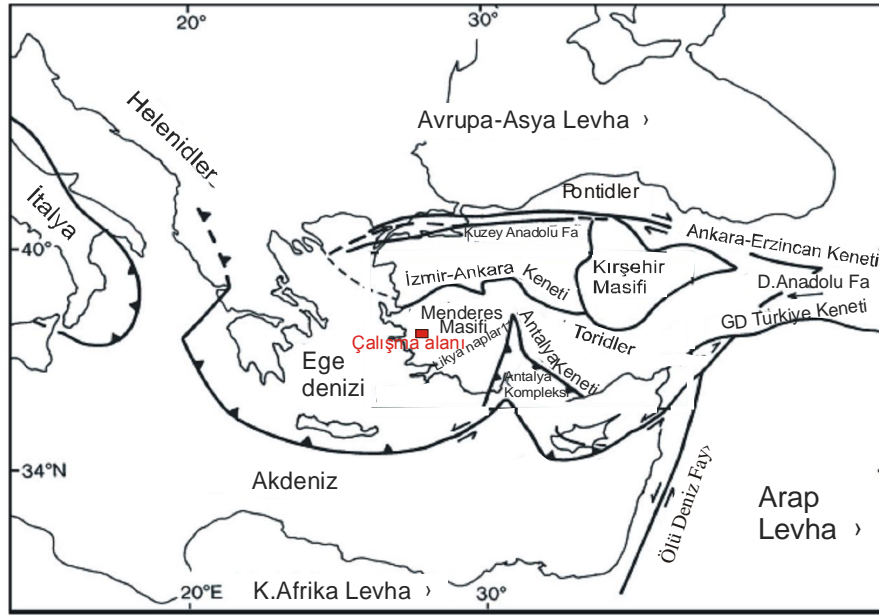 20°
30°
Helenidler
Avrupa-Asya Levha ›
İtalya
Pontidler
40°
Kuzey Anadolu Fa
Ankara-Erzincan Keneti
İzmir-Ankara Keneti
Kırşehir
Masifi
D.Anadolu Fa
Menderes
Masifi
GD Türkiye Keneti
Çalışma alanı
Likya napları
Antalya Keneti
Toridler
Ege
denizi
Antalya
Kompleksi
34°N
Akdeniz
Ölü Deniz Fay›
Arap
Levha ›
20°E
K.Afrika Levha ›
30°